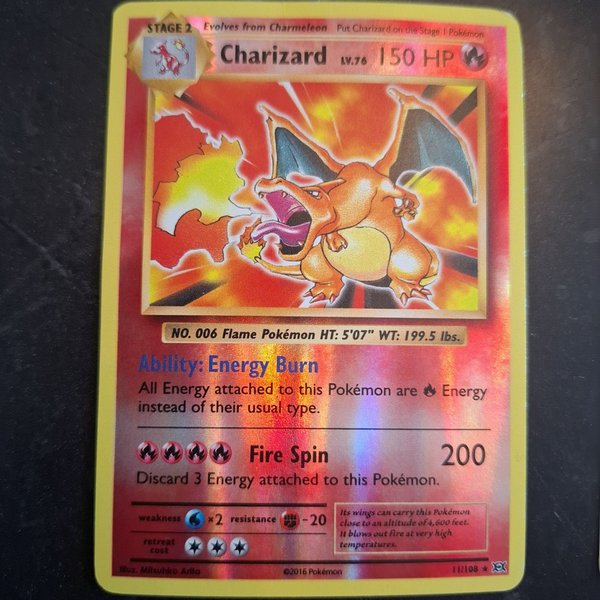 STAGE 2 Evolves from Charmeleon Put Charizard on the Stage 1 Pokémon
Charizard LV.76 150 HP
NO. 006 Flame Pokémon HT: 5'07" WT: 199.5 lbs.
Ability: Energy Burn
All Energy attached to this Pokémon are Energy
instead of their usual type.
Fire Spin 200
Discard 3 Energy attached to this Pokémon.
weakness ×2 resistance -20
retreat
cost
Its wings can carry this Pokémon
close to an altitude of 4,600 feet.
It blows out fire at very high
temperatures.
Illus. Mitsuhiro Arita ©2016 Pokémon 11/108 ★